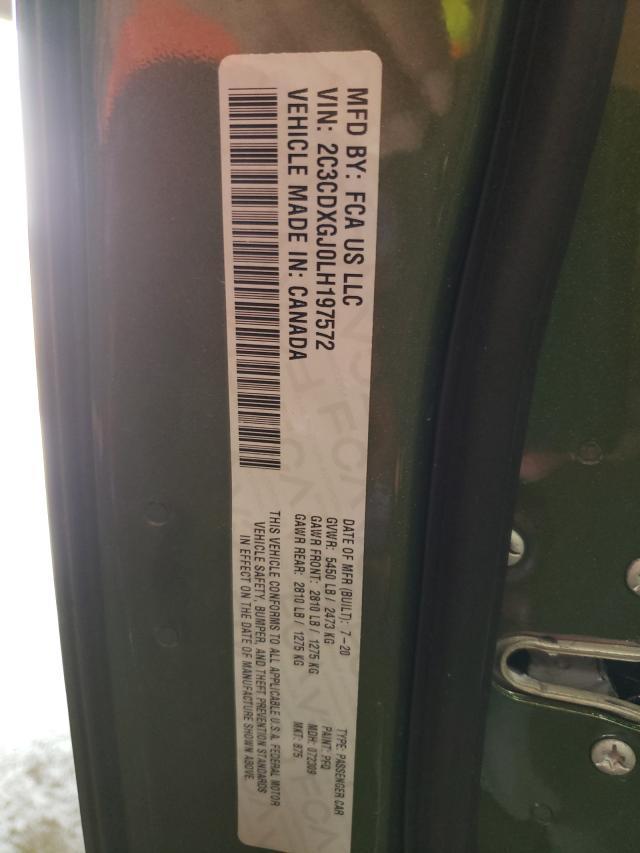 MFD BY: FCA US LLC
VIN: 2C3CDXGJ0LH197572
VEHICLE MADE IN: CANADA
DATE OF MFR (BUILT): 7-20
GVWR: 5450 LB / 2473 KG
GAWR FRONT: 2810 LB / 1275 KG
GAWR REAR: 2810 LB / 1275 KG
TYPE: PASSENGER CAR
PAINT: PFQ
MDH: 072309
MKT: 875
THIS VEHICLE CONFORMS TO ALL APPLICABLE U.S.A. FEDERAL MOTOR
VEHICLE SAFETY, BUMPER, AND THEFT PREVENTION STANDARDS
IN EFFECT ON THE DATE OF MANUFACTURE SHOWN ABOVE.